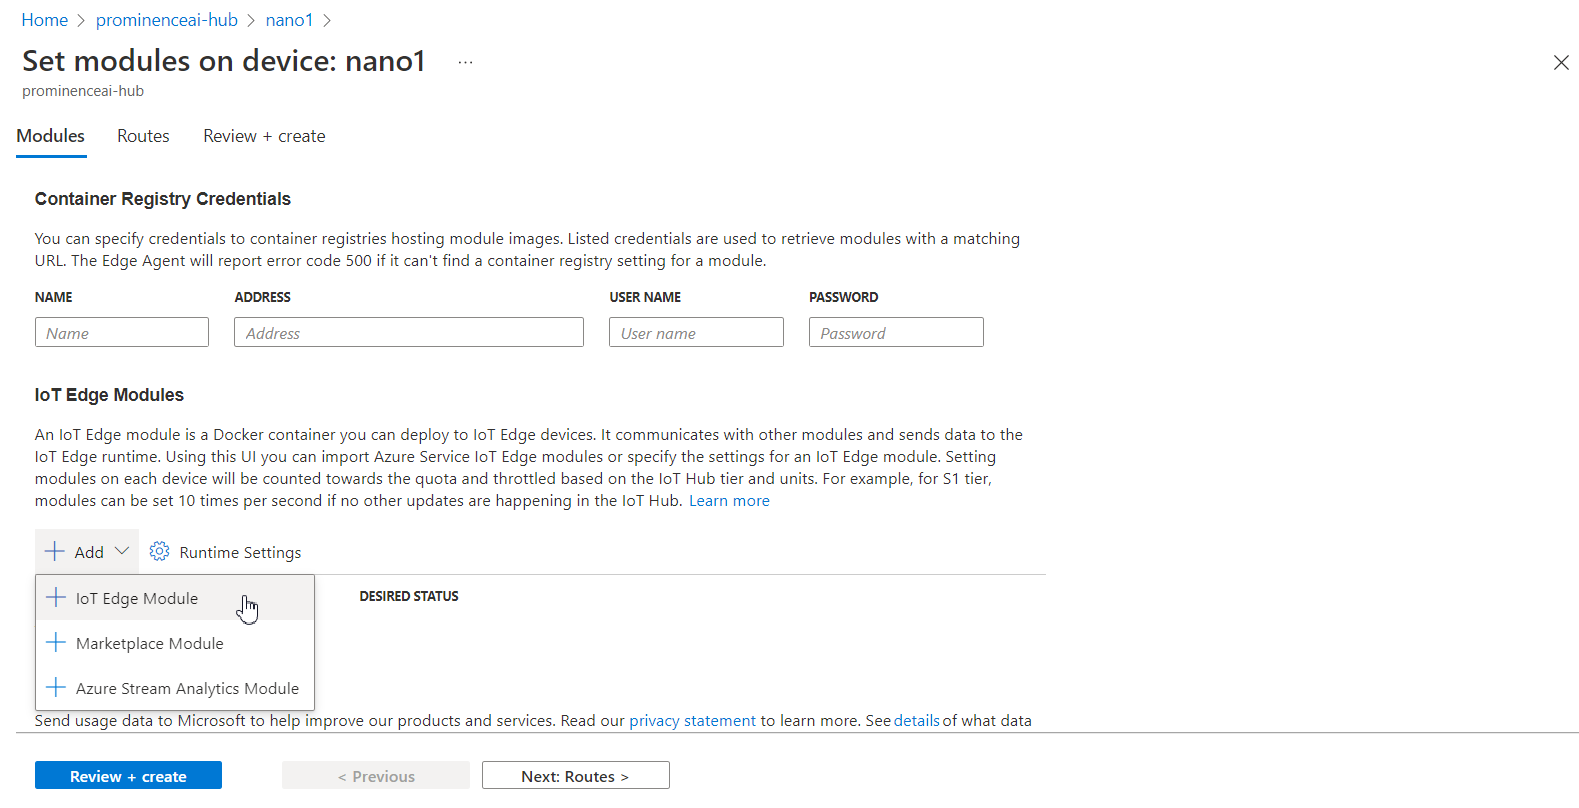 Home > prominenceai-hub > nano1 >
Set modules on device: nano1 ...
prominenceai-hub
Modules Routes Review + create
Container Registry Credentials
You can specify credentials to container registries hosting module images. Listed credentials are used to retrieve modules with a matching
URL. The Edge Agent will report error code 500 if it can't find a container registry setting for a module.
NAME ADDRESS USER NAME PASSWORD
Name Address User name Password
IoT Edge Modules
An IoT Edge module is a Docker container you can deploy to IoT Edge devices. It communicates with other modules and sends data to the
IoT Edge runtime. Using this UI you can import Azure Service IoT Edge modules or specify the settings for an IoT Edge module. Setting
modules on each device will be counted towards the quota and throttled based on the IoT Hub tier and units. For example, for S1 tier,
modules can be set 10 times per second if no other updates are happening in the IoT Hub. Learn more
Add Runtime Settings
IoT Edge Module DESIRED STATUS
Marketplace Module
Azure Stream Analytics Module
Send usage data to Microsoft to help improve our products and services. Read our privacy statement to learn more. See details of what data
Review + create < Previous Next: Routes >